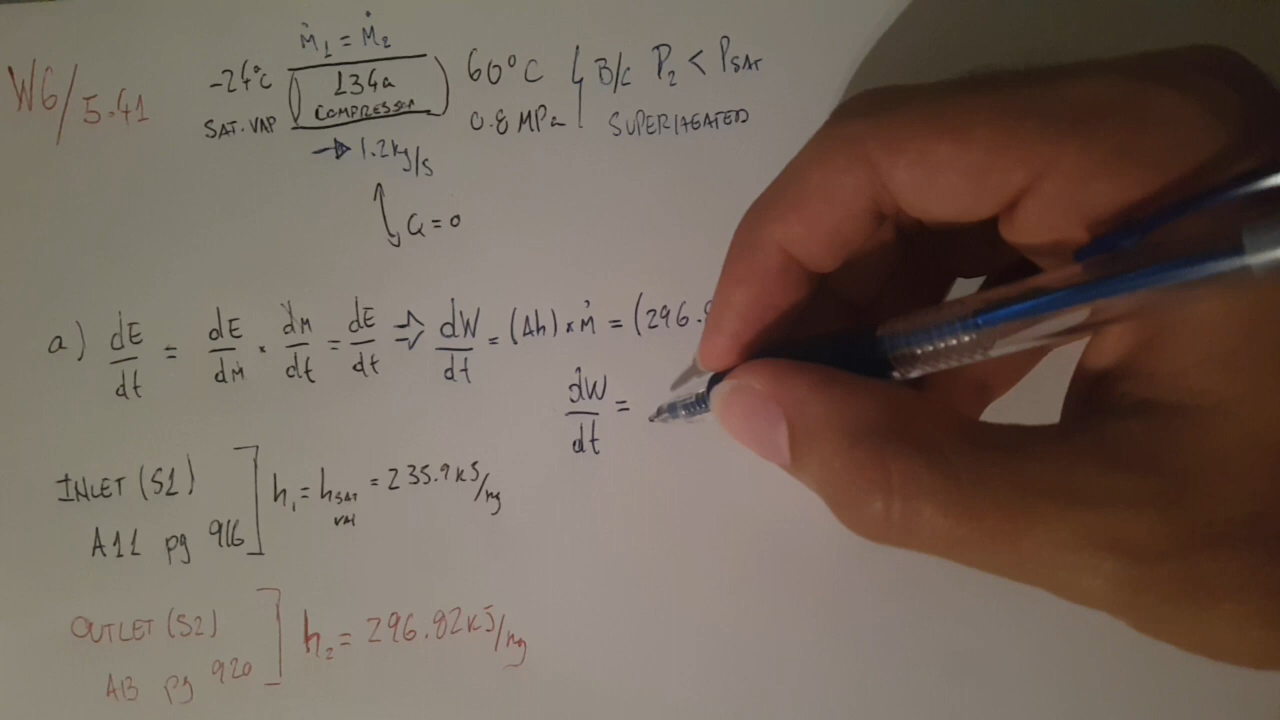 W6/5.41
ṁ₁ = ṁ₂
-24°C
SAT. VAP
134a
COMPRESSOR
→ 1.2 kg/s
Q = 0
60°C
0.8 MPa
B/c P₂ < PSAT
SUPERHEATED
a) dE/dt = dE/dM · dM/dt = dE/dt ⇒ dW/dt = (Δh) × ṁ = (296.8
dW/dt =
INLET (S1)
A11 pg 916
h₁ = hSAT VAP = 235.9 kJ/kg
OUTLET (S2)
A13 pg 920
h₂ = 296.82 kJ/kg